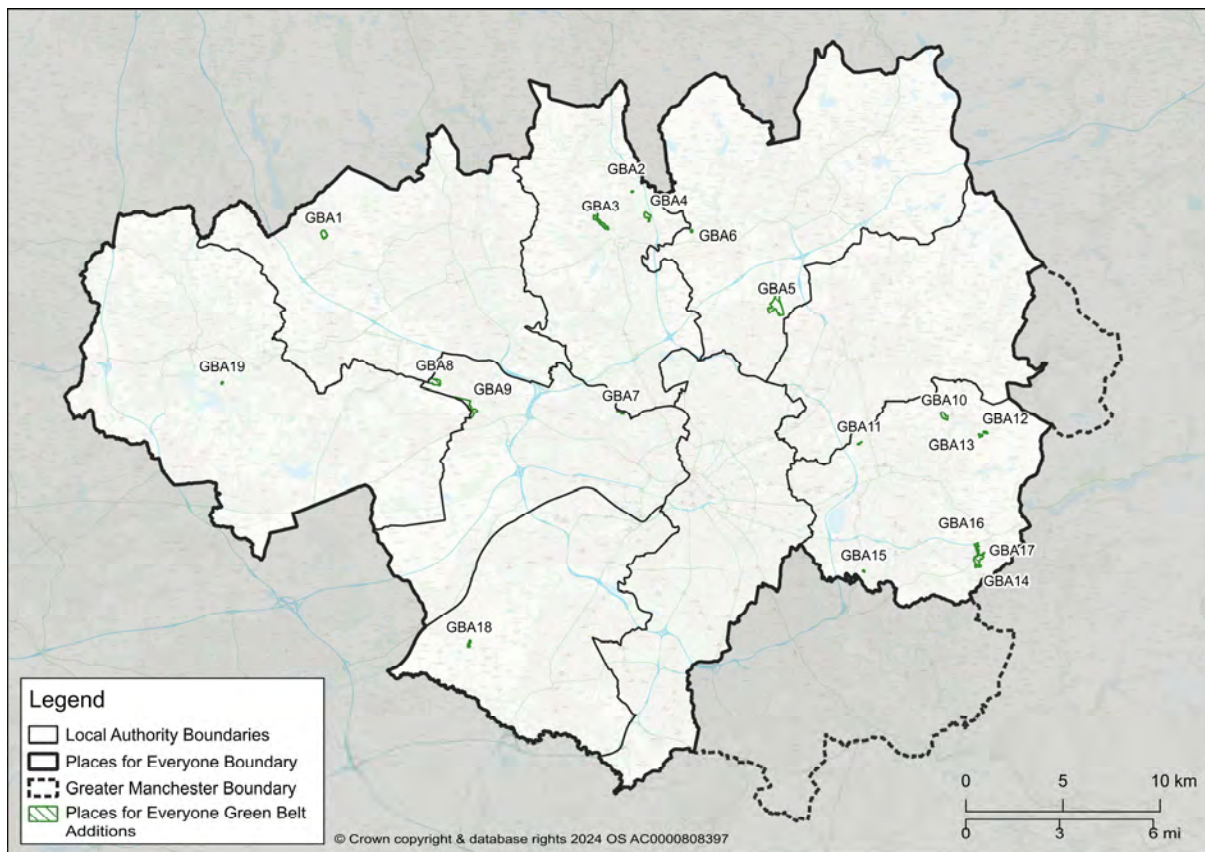 GBA2
GBA3
GBA4
GBA1
GBA6
GBA5
GBA19
GBA8
GBA9
GBA7
GBA10
GBA12
GBA11
GBA13
GBA16
GBA17
GBA15
GBA14
GBA18
Legend
Local Authority Boundaries
Places for Everyone Boundary
Greater Manchester Boundary
Places for Everyone Green Belt
Additions
0 5 10 km
0 3 6 mi
© Crown copyright & database rights 2024 OS AC0000808397